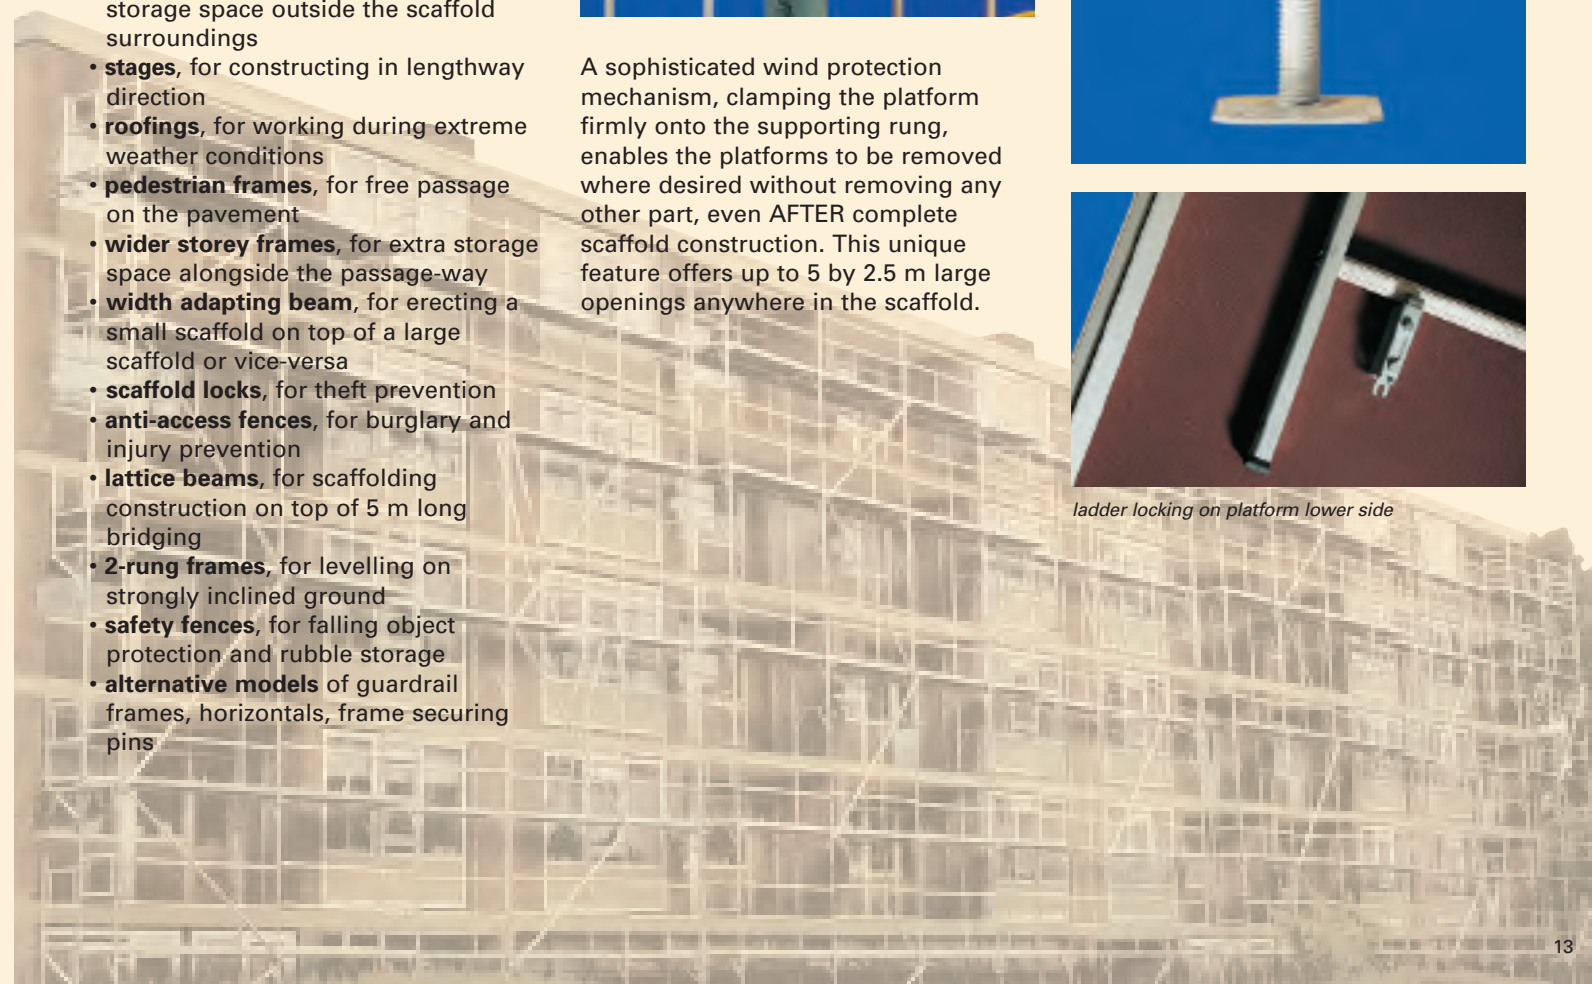 storage space outside the scaffold
surroundings
• stages, for constructing in lengthway
direction
• roofings, for working during extreme
weather conditions
• pedestrian frames, for free passage
on the pavement
• wider storey frames, for extra storage
space alongside the passage-way
• width adapting beam, for erecting a
small scaffold on top of a large
scaffold or vice-versa
• scaffold locks, for theft prevention
• anti-access fences, for burglary and
injury prevention
• lattice beams, for scaffolding
construction on top of 5 m long
bridging
• 2-rung frames, for levelling on
strongly inclined ground
• safety fences, for falling object
protection and rubble storage
• alternative models of guardrail
frames, horizontals, frame securing
pins
A sophisticated wind protection
mechanism, clamping the platform
firmly onto the supporting rung,
enables the platforms to be removed
where desired without removing any
other part, even AFTER complete
scaffold construction. This unique
feature offers up to 5 by 2.5 m large
openings anywhere in the scaffold.
ladder locking on platform lower side
13